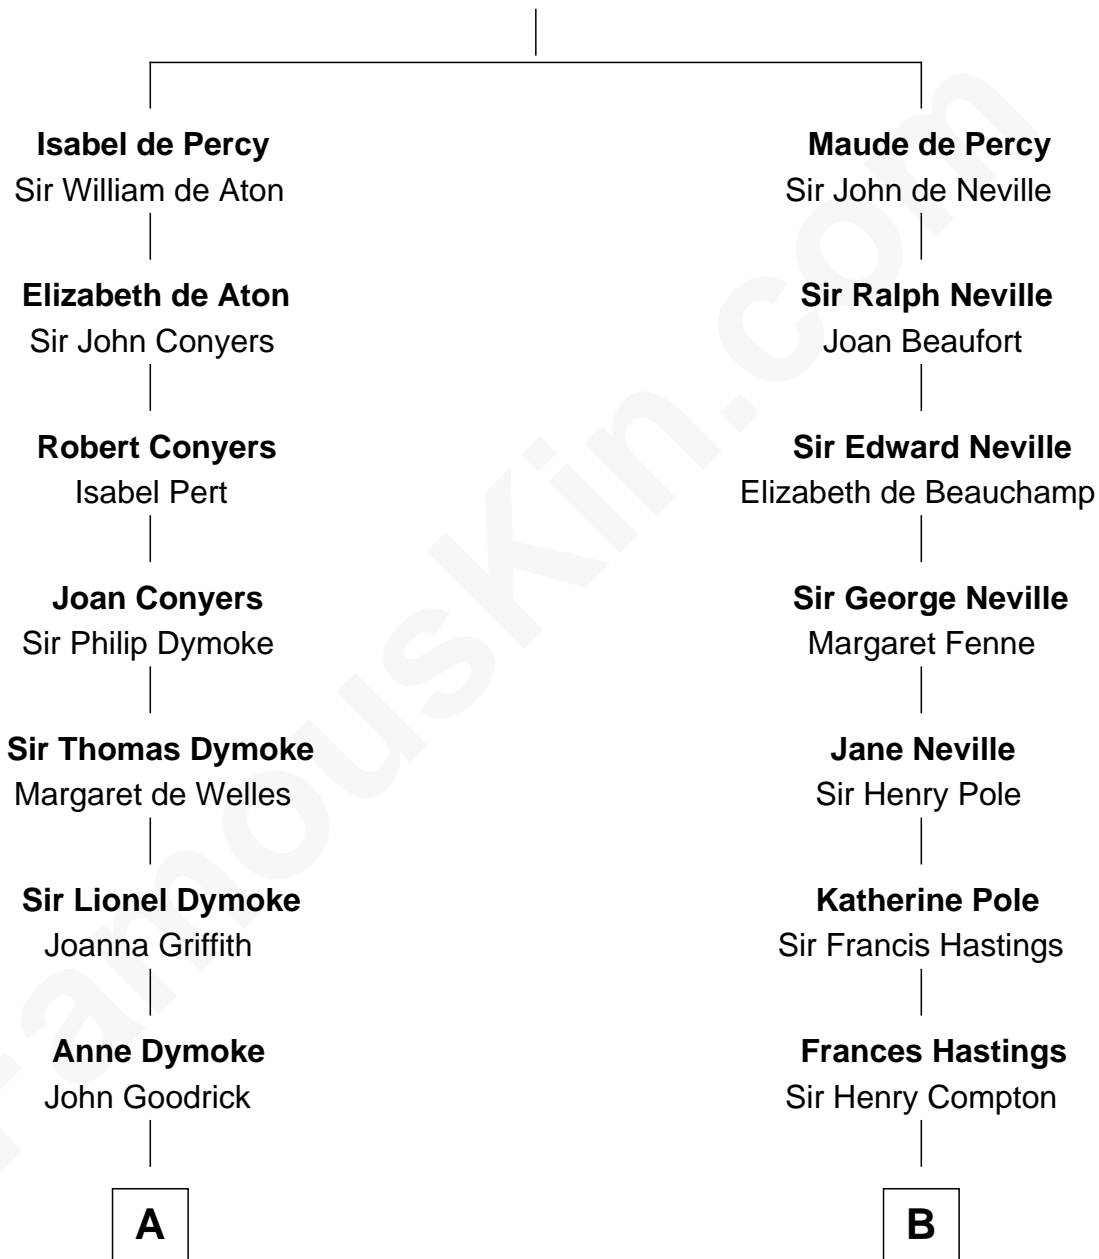 Isabel de Percy
Sir William de Aton
Elizabeth de Aton
Sir John Conyers
Robert Conyers
Isabel Pert
Joan Conyers
Sir Philip Dymoke
Sir Thomas Dymoke
Margaret de Welles
Sir Lionel Dymoke
Joanna Griffith
Anne Dymoke
John Goodrick
A
Maude de Percy
Sir John de Neville
Sir Ralph Neville
Joan Beaufort
Sir Edward Neville
Elizabeth de Beauchamp
Sir George Neville
Margaret Fenne
Jane Neville
Sir Henry Pole
Katherine Pole
Sir Francis Hastings
Frances Hastings
Sir Henry Compton
B
FamousKin.com